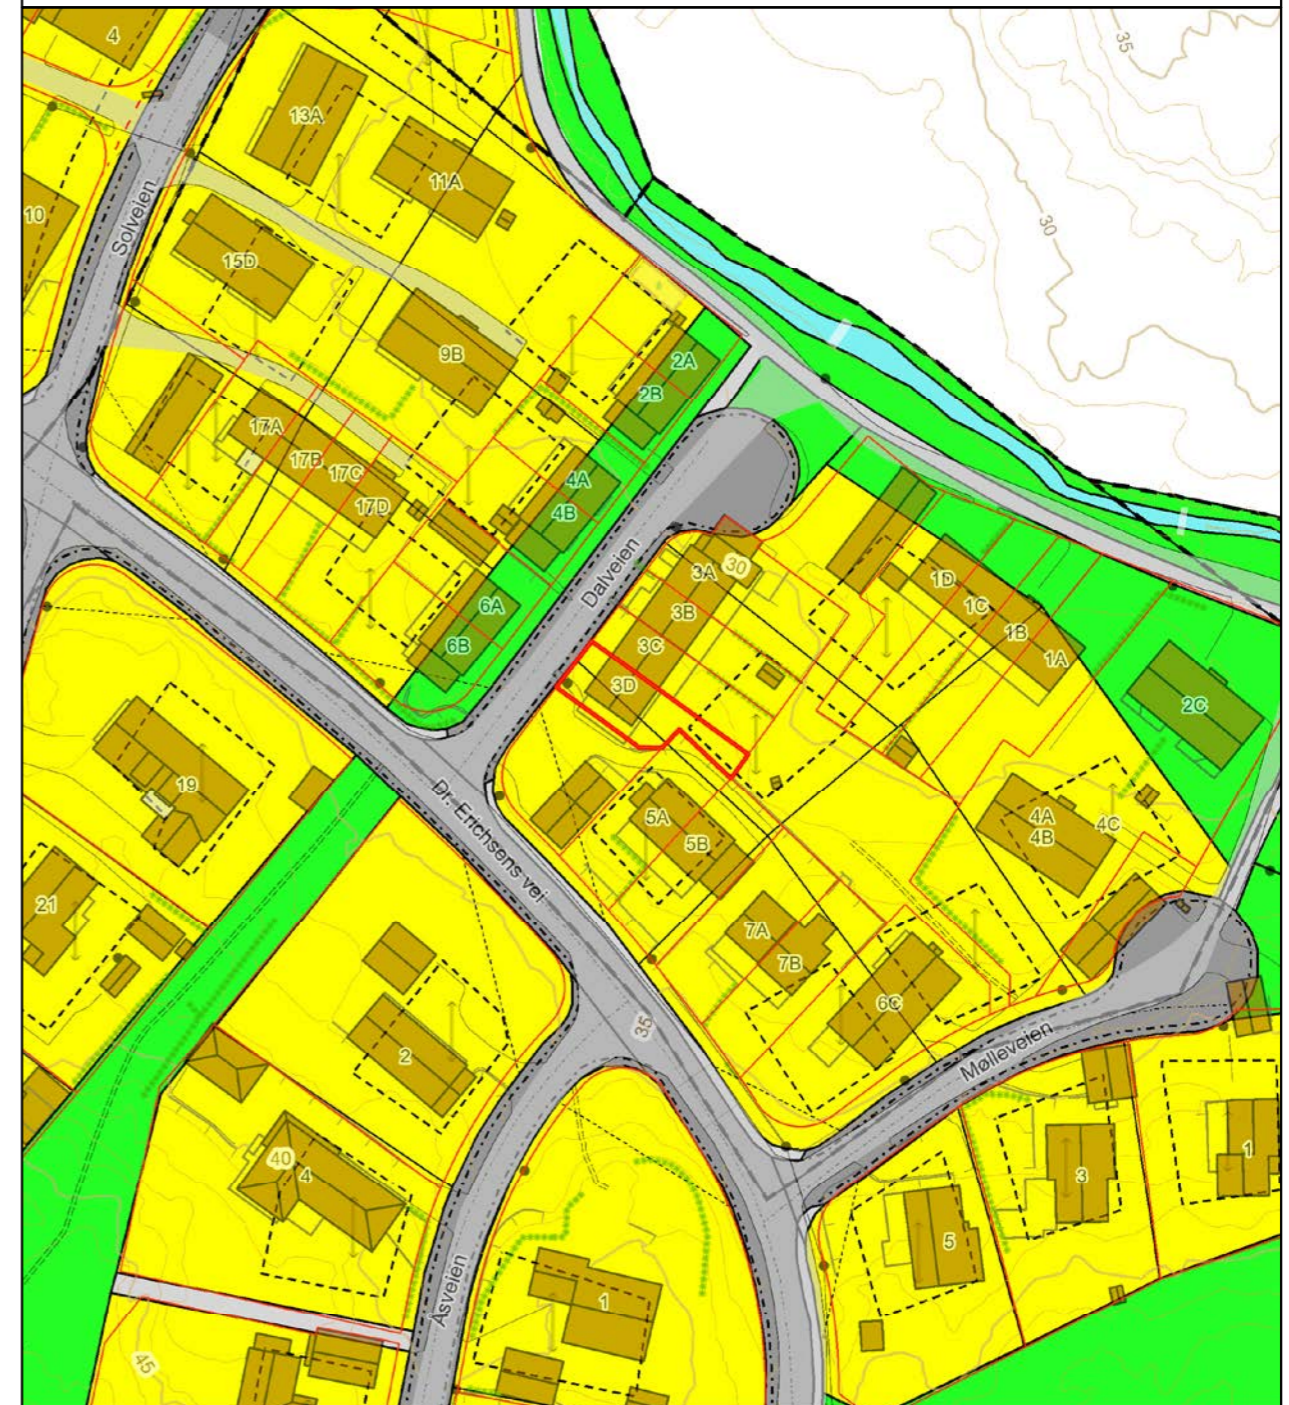 4
35
13A
11A
10
Solveien
30
15D
9B
2A
2B
17A
17B
17C
17D
4A
4B
Dalveien
3A
30
1D
1C
6A
3B
1B
6B
3C
1A
3D
2C
19
Dr. Erichsens vei
5A
5B
4A
4B
4C
21
7A
7B
6C
35
2
Mølleveien
40
4
3
1
5
Åsveien
1
45